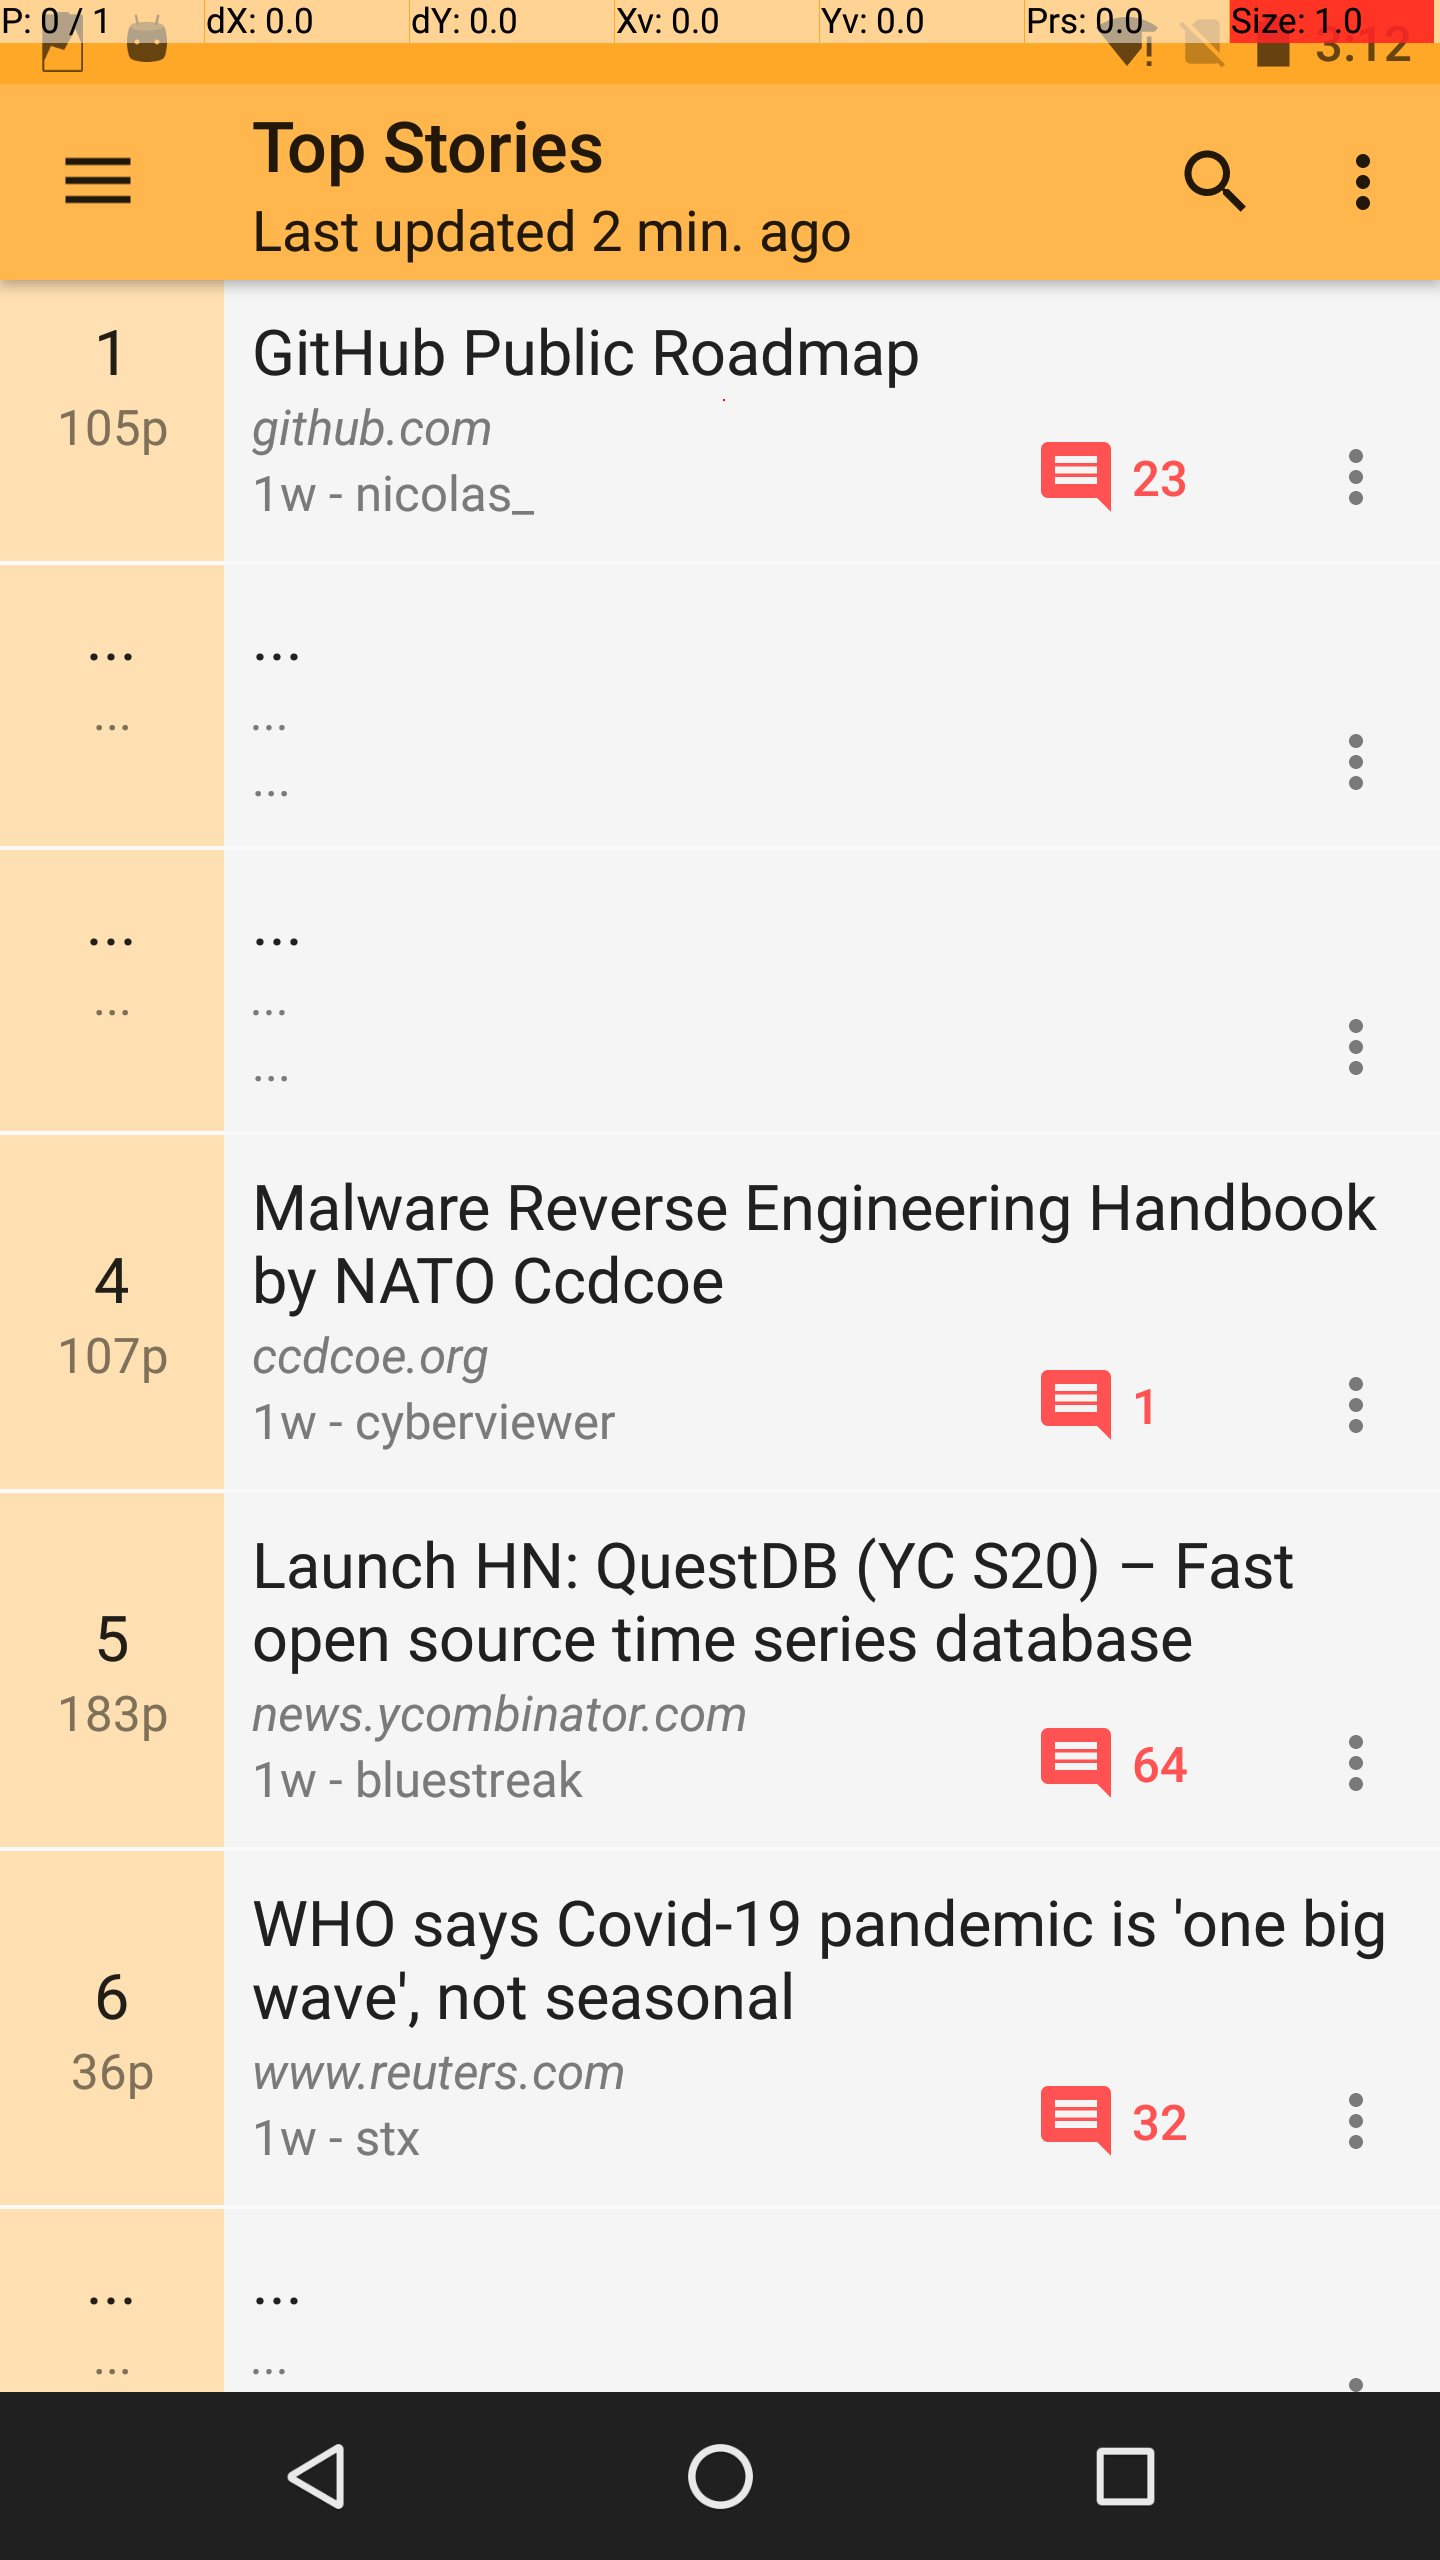 P: 0 / 1 dX: 0.0 dY: 0.0 Xv: 0.0 Yv: 0.0 Prs: 0.0 Size: 1.0
3:12
Top Stories
Last updated 2 min. ago
1
105p
GitHub Public Roadmap
github.com
1w - nicolas_
23
...
...
...
...
...
...
...
...
...
...
4
107p
Malware Reverse Engineering Handbook
by NATO Ccdcoe
ccdcoe.org
1w - cyberviewer
1
5
183p
Launch HN: QuestDB (YC S20) – Fast
open source time series database
news.ycombinator.com
1w - bluestreak
64
6
36p
WHO says Covid-19 pandemic is 'one big
wave', not seasonal
www.reuters.com
1w - stx
32
...
...
...
...